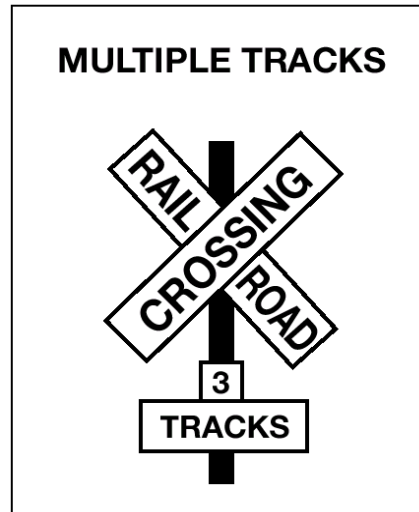 MULTIPLE TRACKS
RAIL
CROSSING
ROAD
3
TRACKS